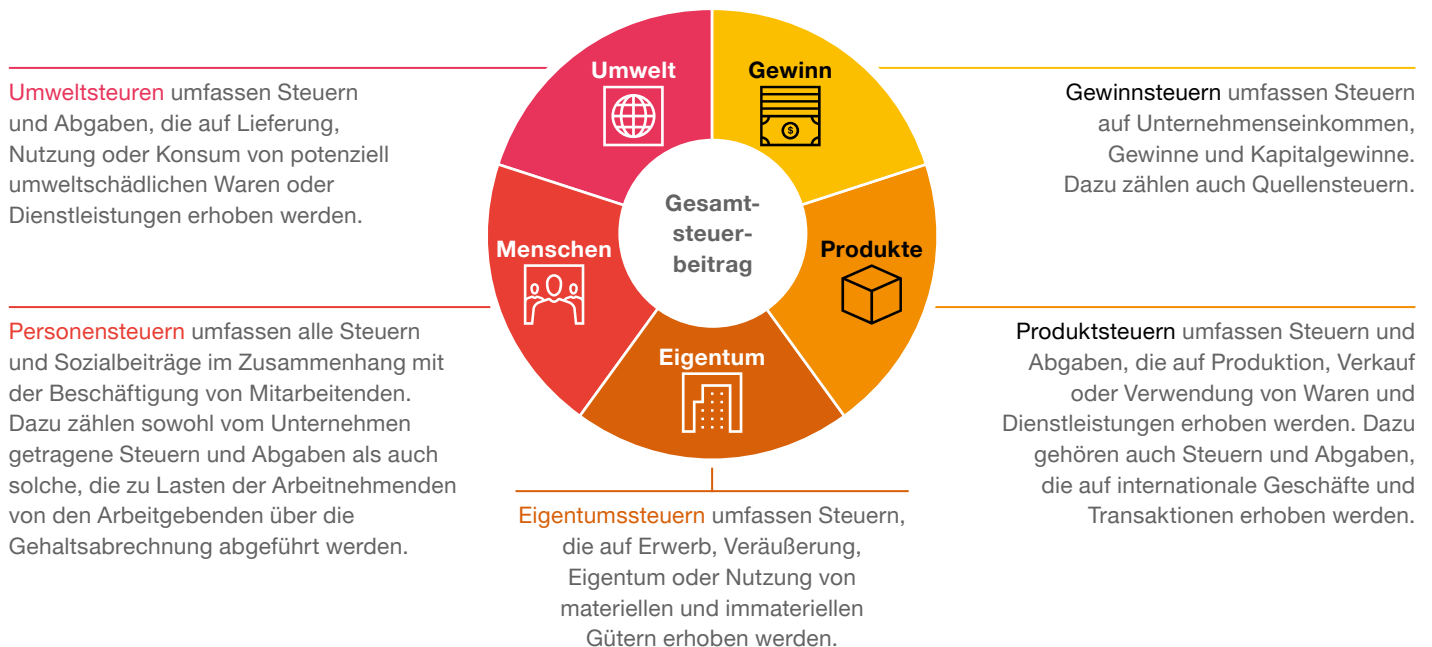 Umwelt
Gewinn
Gesamt-
steuer-
beitrag
Menschen
Produkte
Eigentum
Umweltsteuren umfassen Steuern
und Abgaben, die auf Lieferung,
Nutzung oder Konsum von potenziell
umweltschädlichen Waren oder
Dienstleistungen erhoben werden.
Gewinnsteuern umfassen Steuern
auf Unternehmenseinkommen,
Gewinne und Kapitalgewinne.
Dazu zählen auch Quellensteuern.
Personensteuern umfassen alle Steuern
und Sozialbeiträge im Zusammenhang mit
der Beschäftigung von Mitarbeitenden.
Dazu zählen sowohl vom Unternehmen
getragene Steuern und Abgaben als auch
solche, die zu Lasten der Arbeitnehmenden
von den Arbeitgebenden über die
Gehaltsabrechnung abgeführt werden.
Produktsteuern umfassen Steuern und
Abgaben, die auf Produktion, Verkauf
oder Verwendung von Waren und
Dienstleistungen erhoben werden. Dazu
gehören auch Steuern und Abgaben,
die auf internationale Geschäfte und
Transaktionen erhoben werden.
Eigentumssteuern umfassen Steuern,
die auf Erwerb, Veräußerung,
Eigentum oder Nutzung von
materiellen und immateriellen
Gütern erhoben werden.